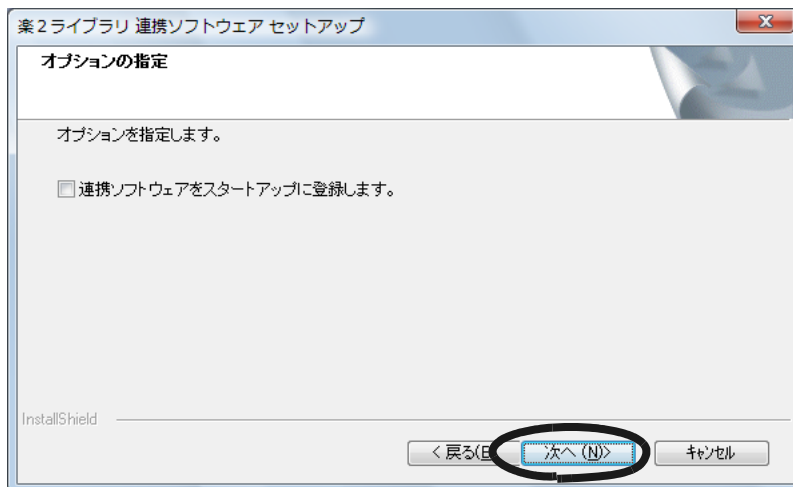 楽2ライブラリ 連携ソフトウェア セットアップ
オプションの指定
オプションを指定します。
連携ソフトウェアをスタートアップに登録します。
InstallShield
< 戻る(B 次へ (N)> キャンセル